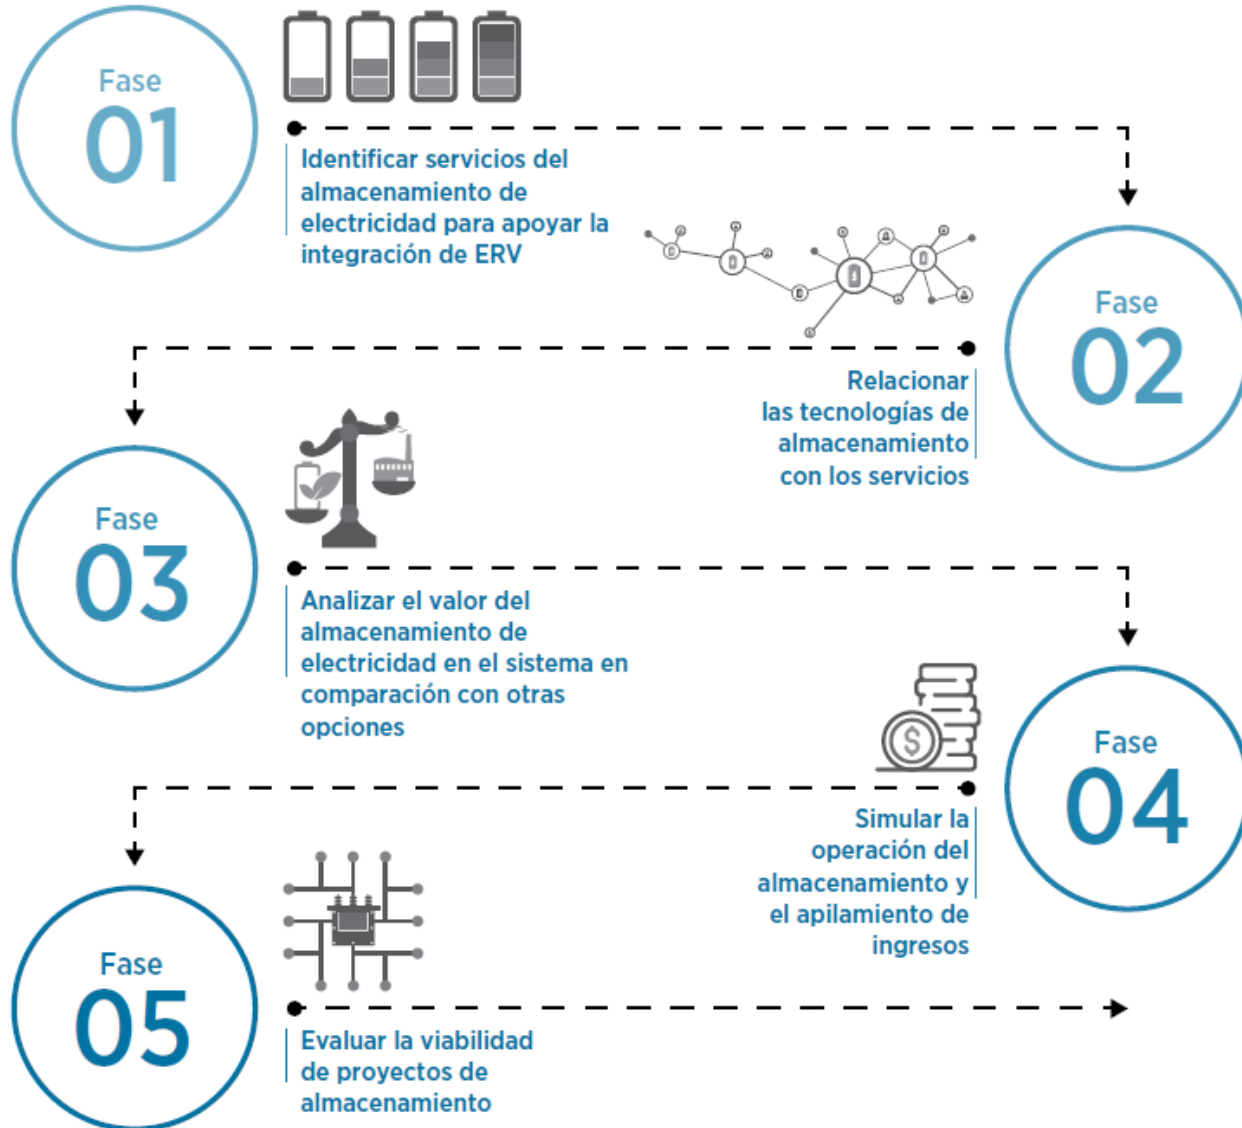 Fase
01
Identificar servicios del
almacenamiento de
electricidad para apoyar la
integración de ERV
Fase
02
Relacionar
las tecnologías de
almacenamiento
con los servicios
Fase
03
Analizar el valor del
almacenamiento de
electricidad en el sistema en
comparación con otras
opciones
$
Fase
04
Simular la
operación del
almacenamiento y
el apilamiento de
ingresos
Fase
05
Evaluar la viabilidad
de proyectos de
almacenamiento